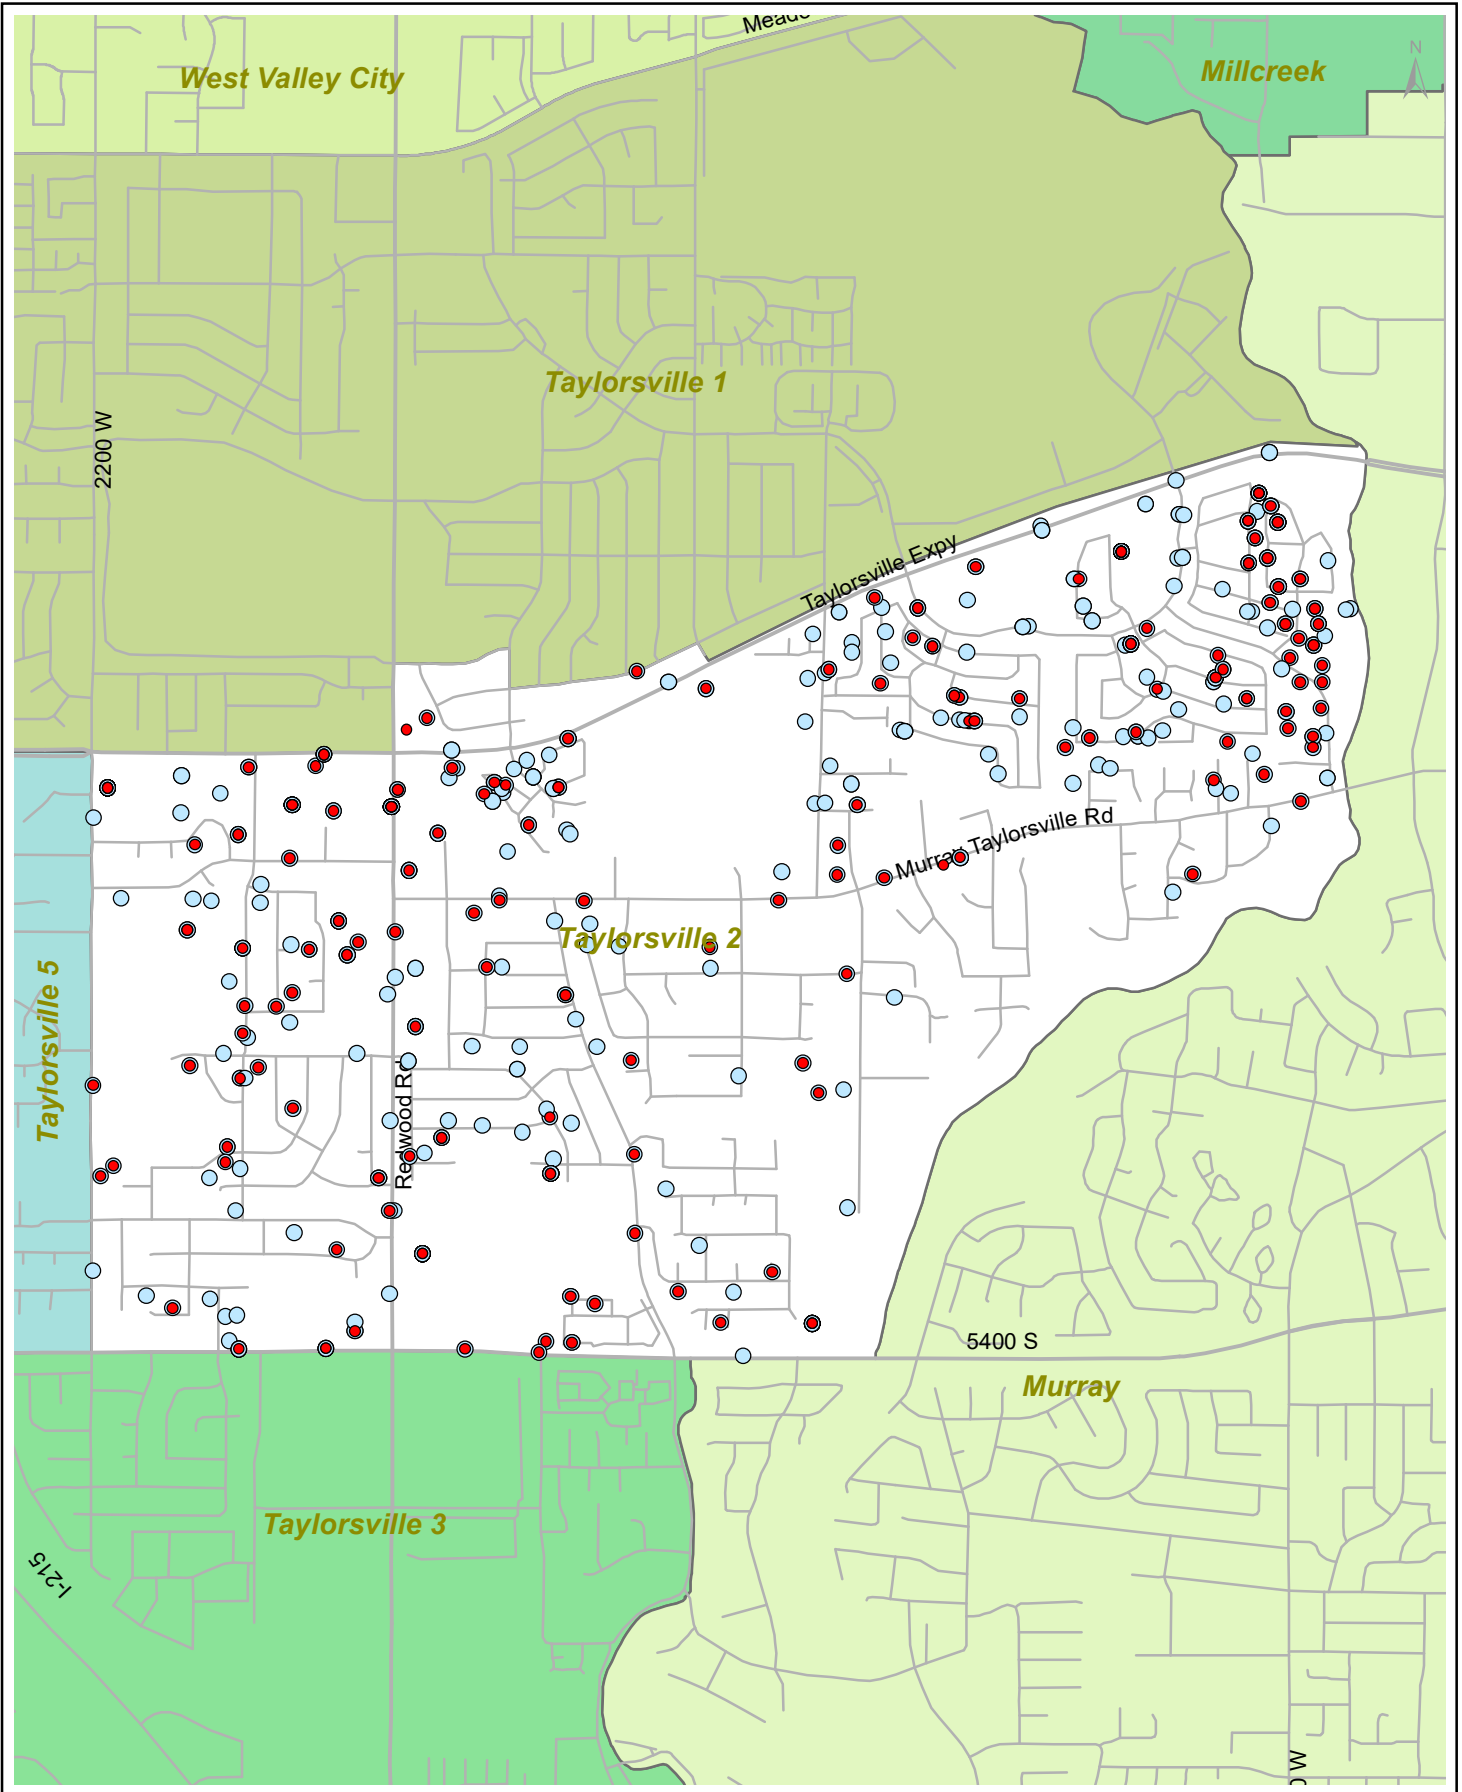 Meado
West Valley City
Millcreek
N
Taylorsville 1
2200 W
Taylorsville Expy
Murray Taylorsville Rd
Taylorsville 2
Taylorsville 5
Redwood Rd
5400 S
Murray
Taylorsville 3
I-215
W